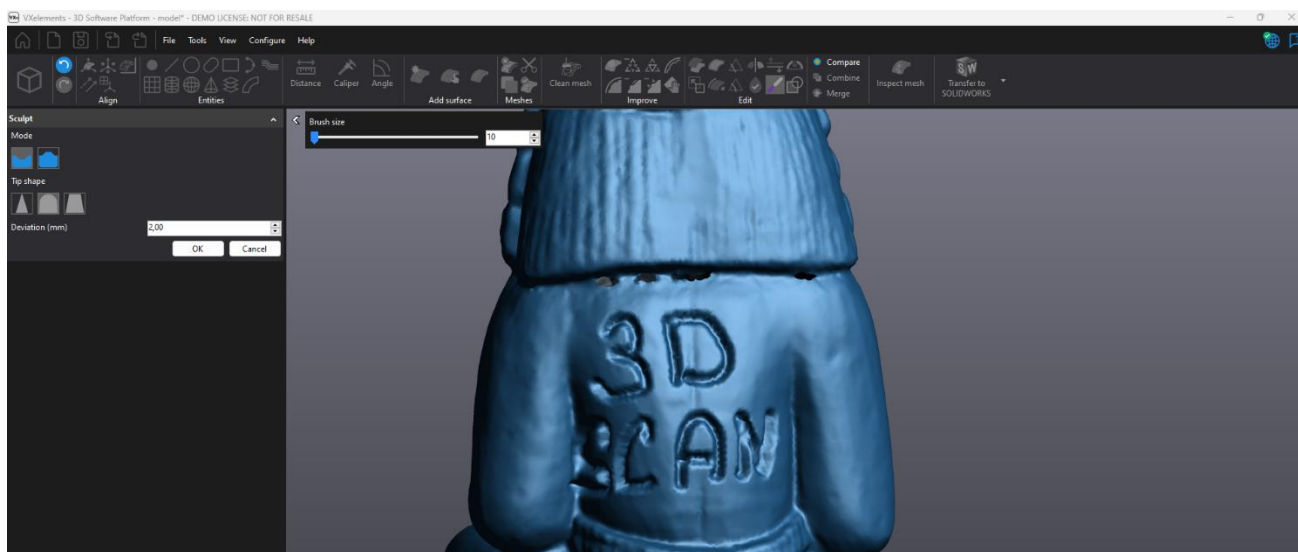 VXelements - 3D Software Platform - model* - DEMO LICENSE: NOT FOR RESALE
File Tools View Configure Help
Distance Caliper Angle Clean mesh Compare Combine Merge Inspect mesh Transfer to SOLIDWORKS
Align Entities Add surface Meshes Improve Edit
Sculpt
Brush size
Mode
10
Tip shape
Deviation (mm) 2,00
OK Cancel
3D
SCAN